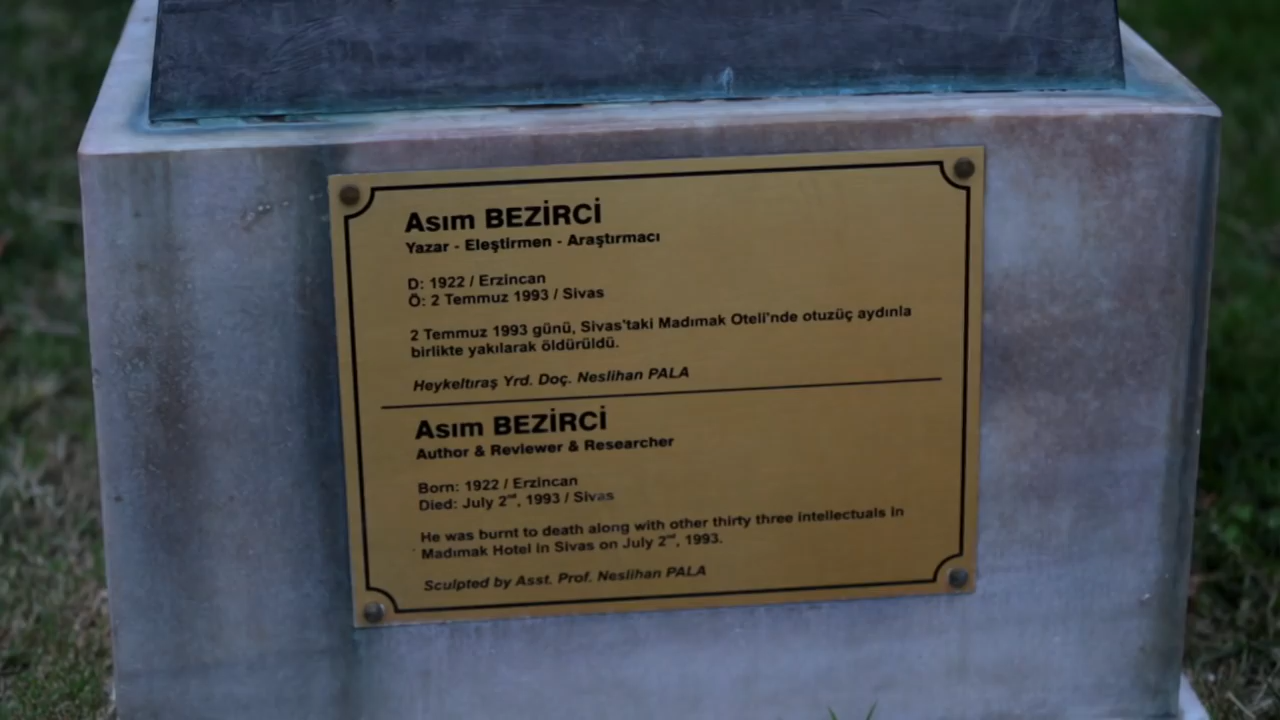 Asım BEZİRCİ
Yazar - Eleştirmen - Araştırmacı
D: 1922 / Erzincan
Ö: 2 Temmuz 1993 / Sivas
2 Temmuz 1993 günü, Sivas'taki Madımak Oteli'nde otuzüç aydınla
birlikte yakılarak öldürüldü.
Heykeltıraş Yrd. Doç. Neslihan PALA
Asım BEZİRCİ
Author & Reviewer & Researcher
Born: 1922 / Erzincan
Died: July 2nd, 1993 / Sivas
He was burnt to death along with other thirty three intellectuals in
Madımak Hotel in Sivas on July 2nd, 1993.
Sculpted by Asst. Prof. Neslihan PALA